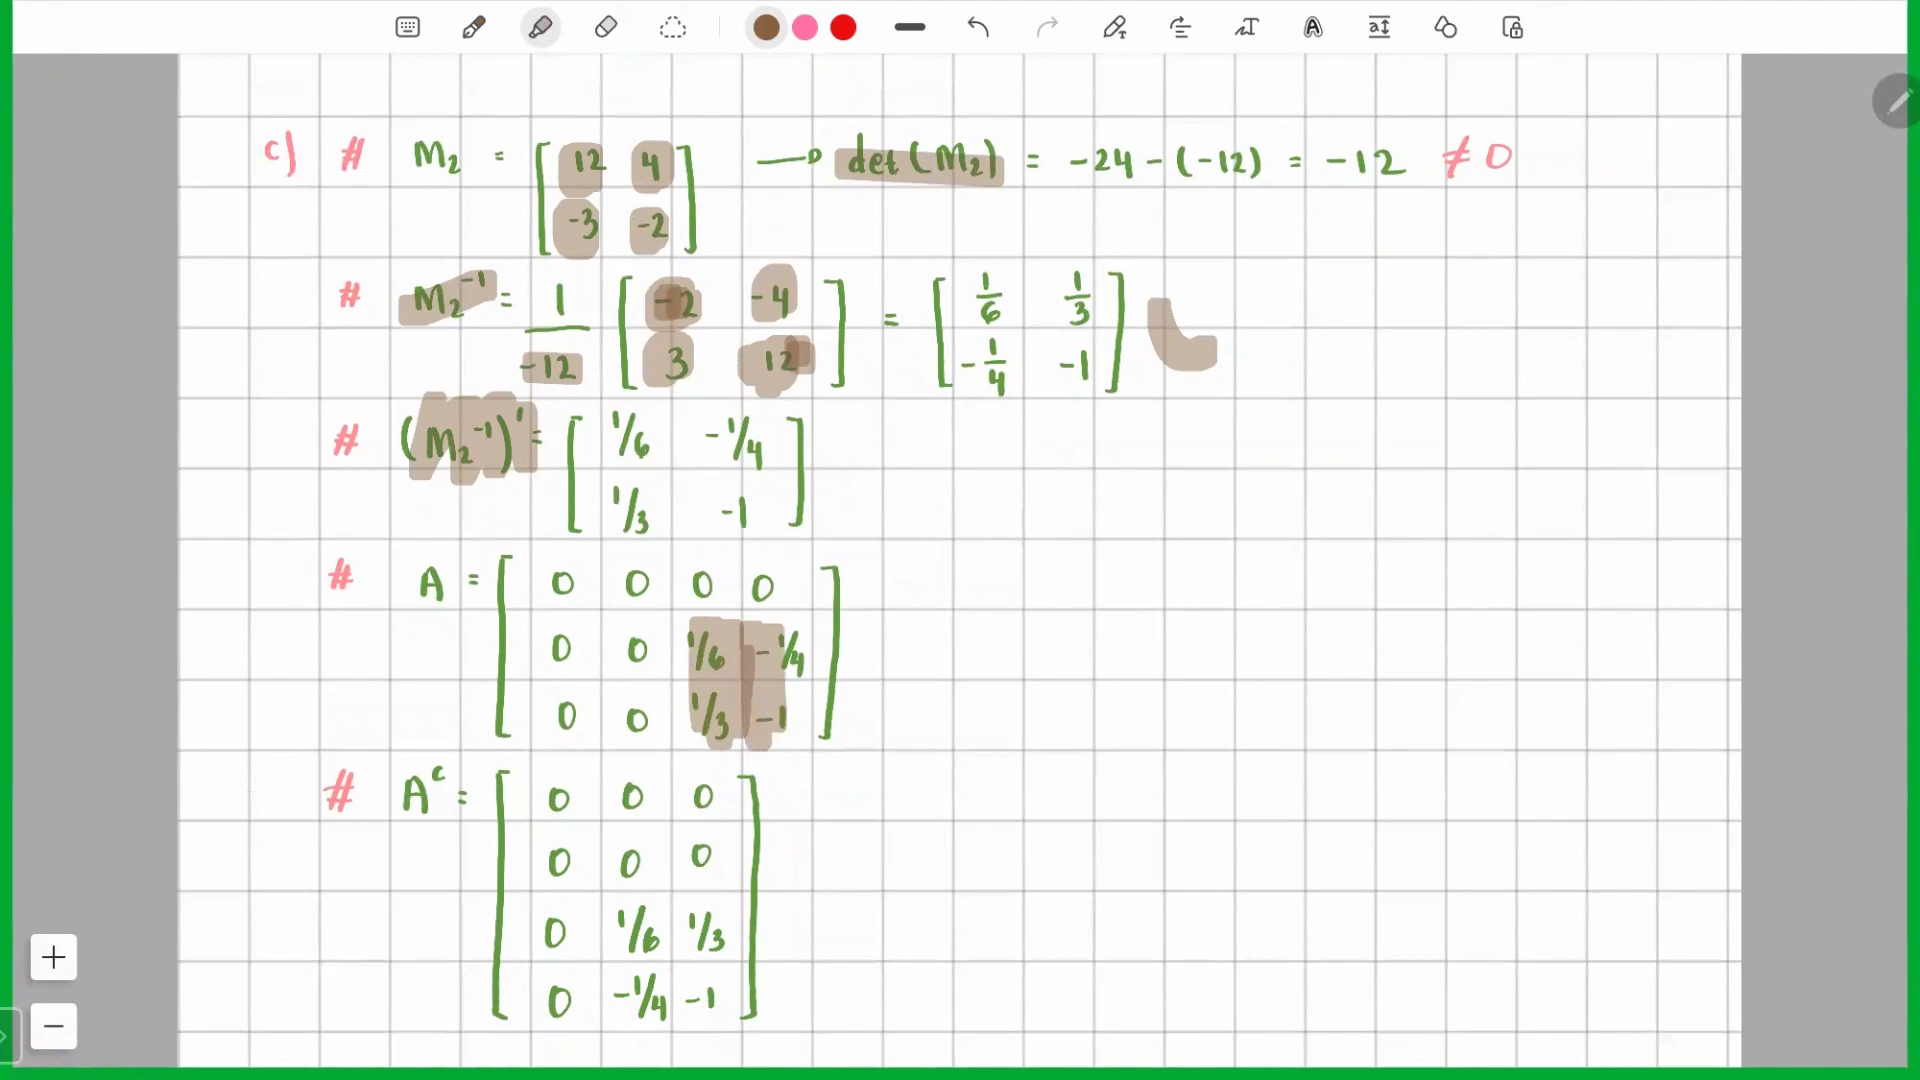 c) # M₂ = [ 12 4 ; -3 -2 ] → det(M₂) = -24 - (-12) = -12 ≠ 0
# M₂⁻¹ = 1/-12 [ -2 -4 ; 3 12 ] = [ 1/6 1/3 ; -1/4 -1 ]
# (M₂⁻¹)' = [ 1/6 -1/4 ; 1/3 -1 ]
# A = [ 0 0 0 0 ; 0 0 1/6 -1/4 ; 0 0 1/3 -1 ]
# Aᶜ = [ 0 0 0 ; 0 0 0 ; 0 1/6 1/3 ; 0 -1/4 -1 ]